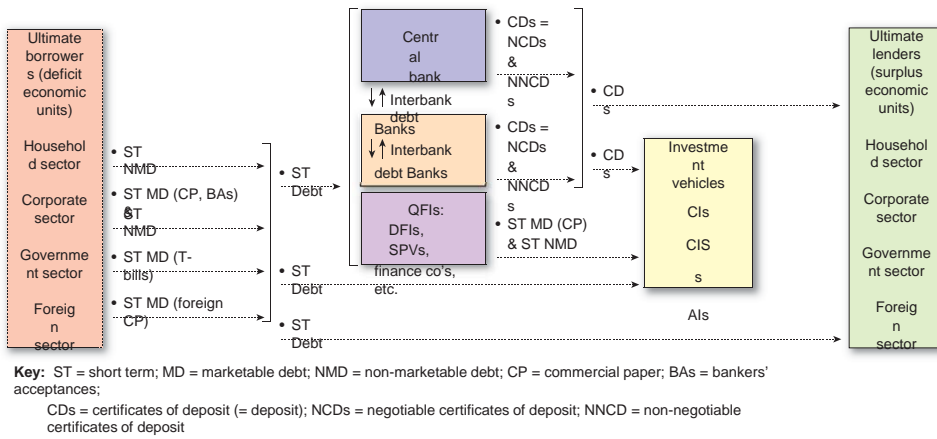 Ultimate
borrower
s (deficit
economic
units)
Househol
d sector
Corporate
sector
Governme
nt sector
Foreig
n
sector
• ST
NMD
• ST MD (CP, BAs)
&
ST
NMD
• ST MD (T-
bills)
• ST MD (foreign
CP)
• ST
Debt
• ST
Debt
• ST
Debt
Centr
al
bank
Interbank
debt
Banks
Interbank
debt Banks
QFIs:
DFIs,
SPVs,
finance co's,
etc.
• CDs =
NCDs
&
NNCD
s
• CDs =
NCDs
&
NNCD
s
• ST MD (CP)
& ST NMD
• CD
s
• CD
s
Investme
nt vehicles
CIs
CIS
s
AIs
Ultimate
lenders
(surplus
economic
units)
Househol
d sector
Corporate
sector
Governme
nt sector
Foreig
n
sector
Key: ST = short term; MD = marketable debt; NMD = non-marketable debt; CP = commercial paper; BAs = bankers'
acceptances;
CDs = certificates of deposit (= deposit); NCDs = negotiable certificates of deposit; NNCD = non-negotiable
certificates of deposit